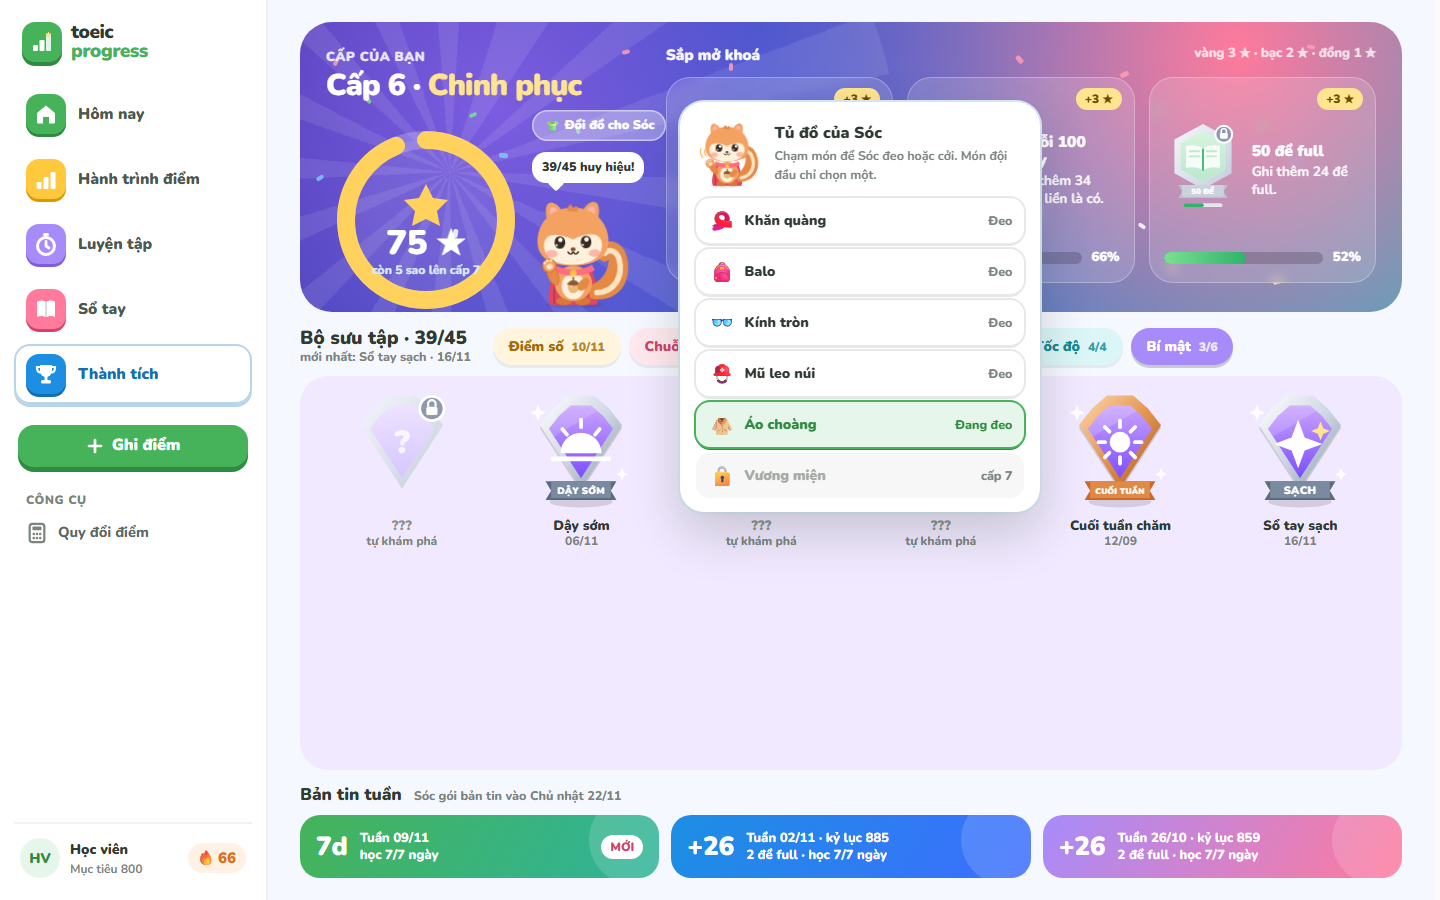 toeic
progress
Hôm nay
Hành trình điểm
Luyện tập
Sổ tay
Thành tích
Ghi điểm
CÔNG CỤ
Quy đổi điểm
HV
Học viên
Mục tiêu 800
66
CẤP CỦA BẠN
Cấp 6 · Chinh phục
Đổi đồ cho Sóc
39/45 huy hiệu!
75 ★
còn 5 sao lên cấp 7
Sắp mở khoá
vàng 3 ★ · bạc 2 ★ · đồng 1 ★
+3 ★
+3 ★
100
thêm 34
liền là có.
66%
+3 ★
50 ĐỀ
50 đề full
Ghi thêm 24 đề
full.
52%
Tủ đồ của Sóc
Chạm món để Sóc đeo hoặc cởi. Món đội
đầu chỉ chọn một.
Khăn quàng Đeo
Balo Đeo
Kính tròn Đeo
Mũ leo núi Đeo
Áo choàng Đang đeo
Vương miện cấp 7
Bộ sưu tập · 39/45
mới nhất: Sổ tay sạch · 16/11
Điểm số 10/11
Chuỗ
ốc độ 4/4
Bí mật 3/6
?
???
tự khám phá
DẬY SỚM
Dậy sớm
06/11
???
tự khám phá
???
tự khám phá
CUỐI TUẦN
Cuối tuần chăm
12/09
SẠCH
Sổ tay sạch
16/11
Bản tin tuần Sóc gói bản tin vào Chủ nhật 22/11
7d
Tuần 09/11
học 7/7 ngày
MỚI
+26
Tuần 02/11 · kỷ lục 885
2 đề full · học 7/7 ngày
+26
Tuần 26/10 · kỷ lục 859
2 đề full · học 7/7 ngày